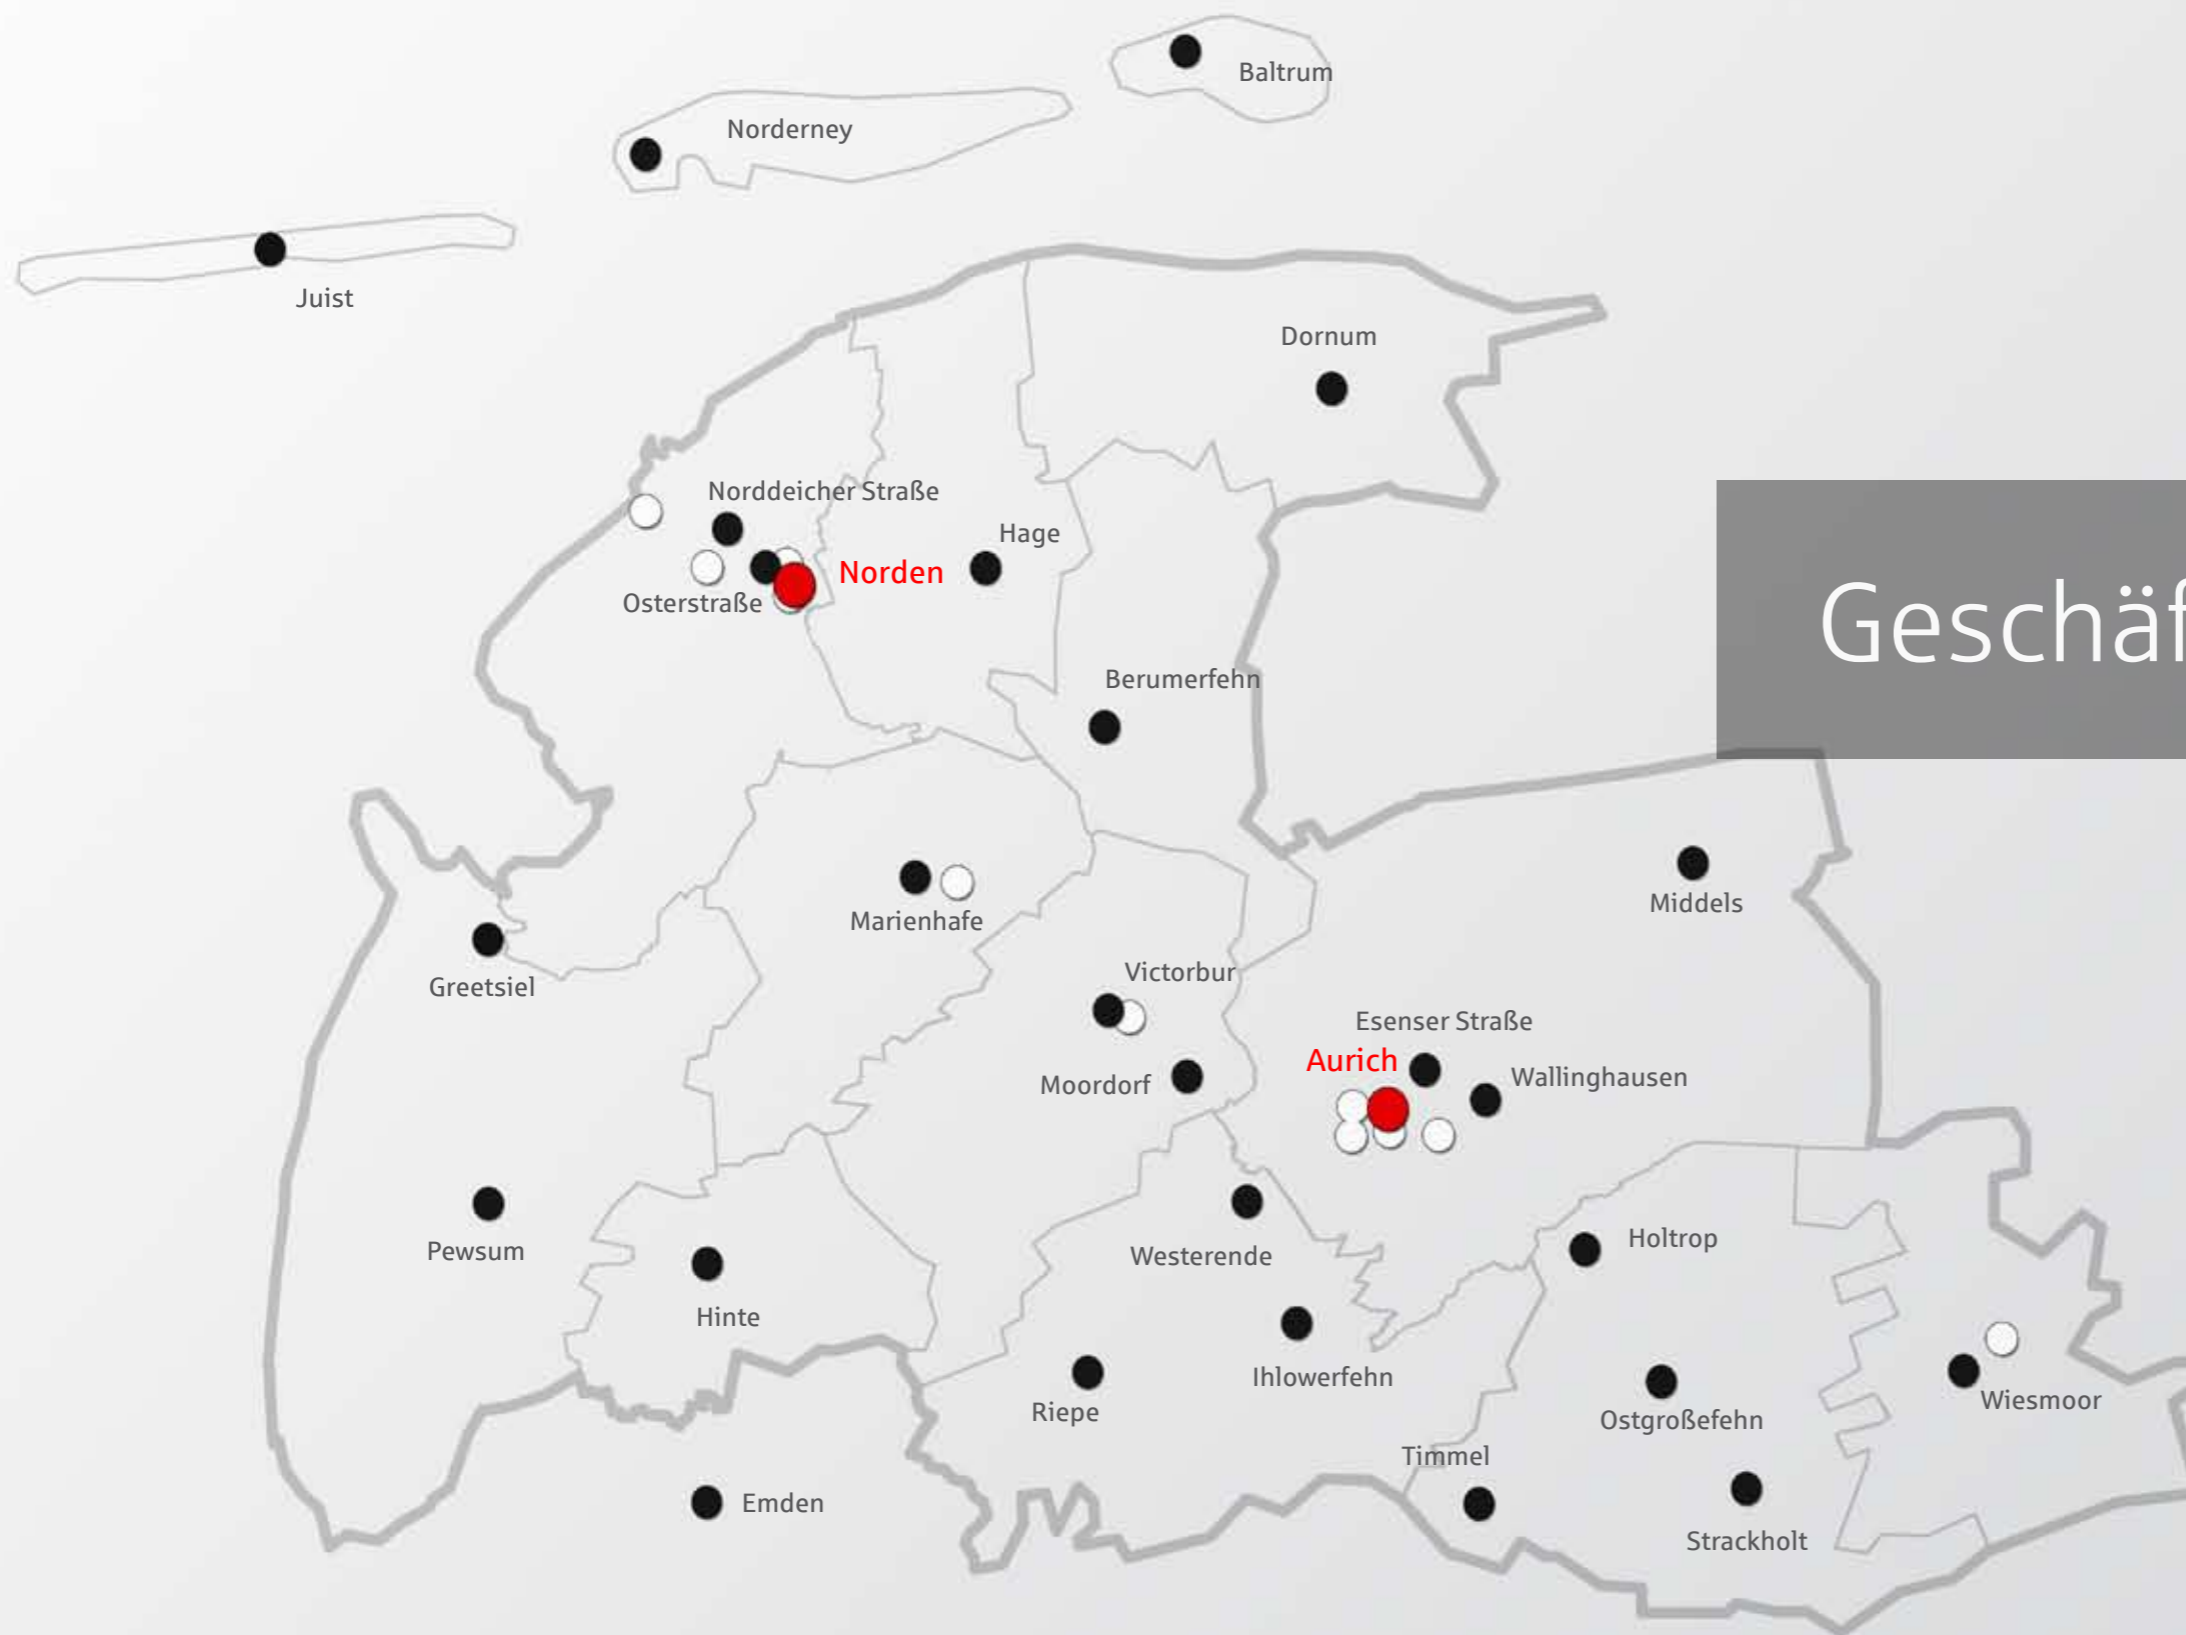 Baltrum
Norderney
Juist
Dornum
Norddeicher Straße
Hage
Norden
Osterstraße
Geschäf
Berumerfehn
Middels
Marienhafe
Victorbur
Greetsiel
Esenser Straße
Aurich
Wallinghausen
Moordorf
Holtrop
Pewsum
Westerende
Hinte
Ihlowerfehn
Wiesmoor
Riepe
Ostgroßefehn
Timmel
Emden
Strackholt